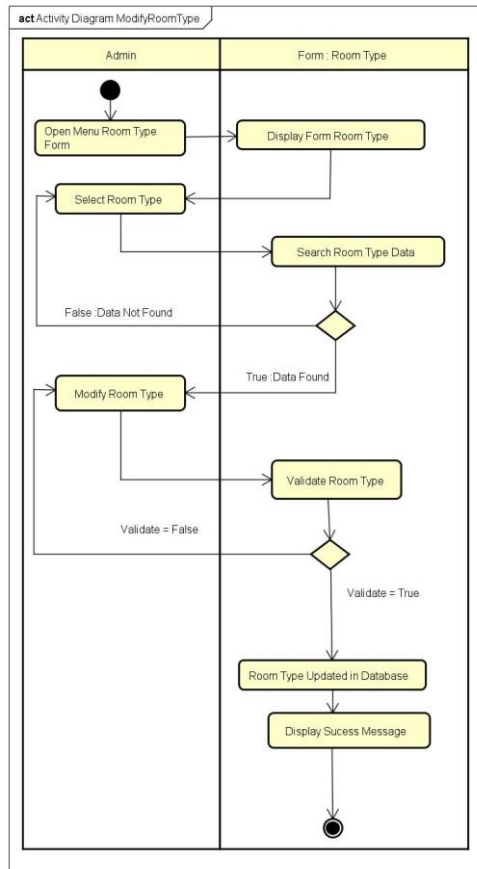 act Activity Diagram ModifyRoomType
Admin
Form : Room Type
Open Menu Room Type
Form
Display Form Room Type
Select Room Type
Search Room Type Data
False :Data Not Found
True :Data Found
Modify Room Type
Validate Room Type
Validate = False
Validate = True
Room Type Updated in Database
Display Sucess Message